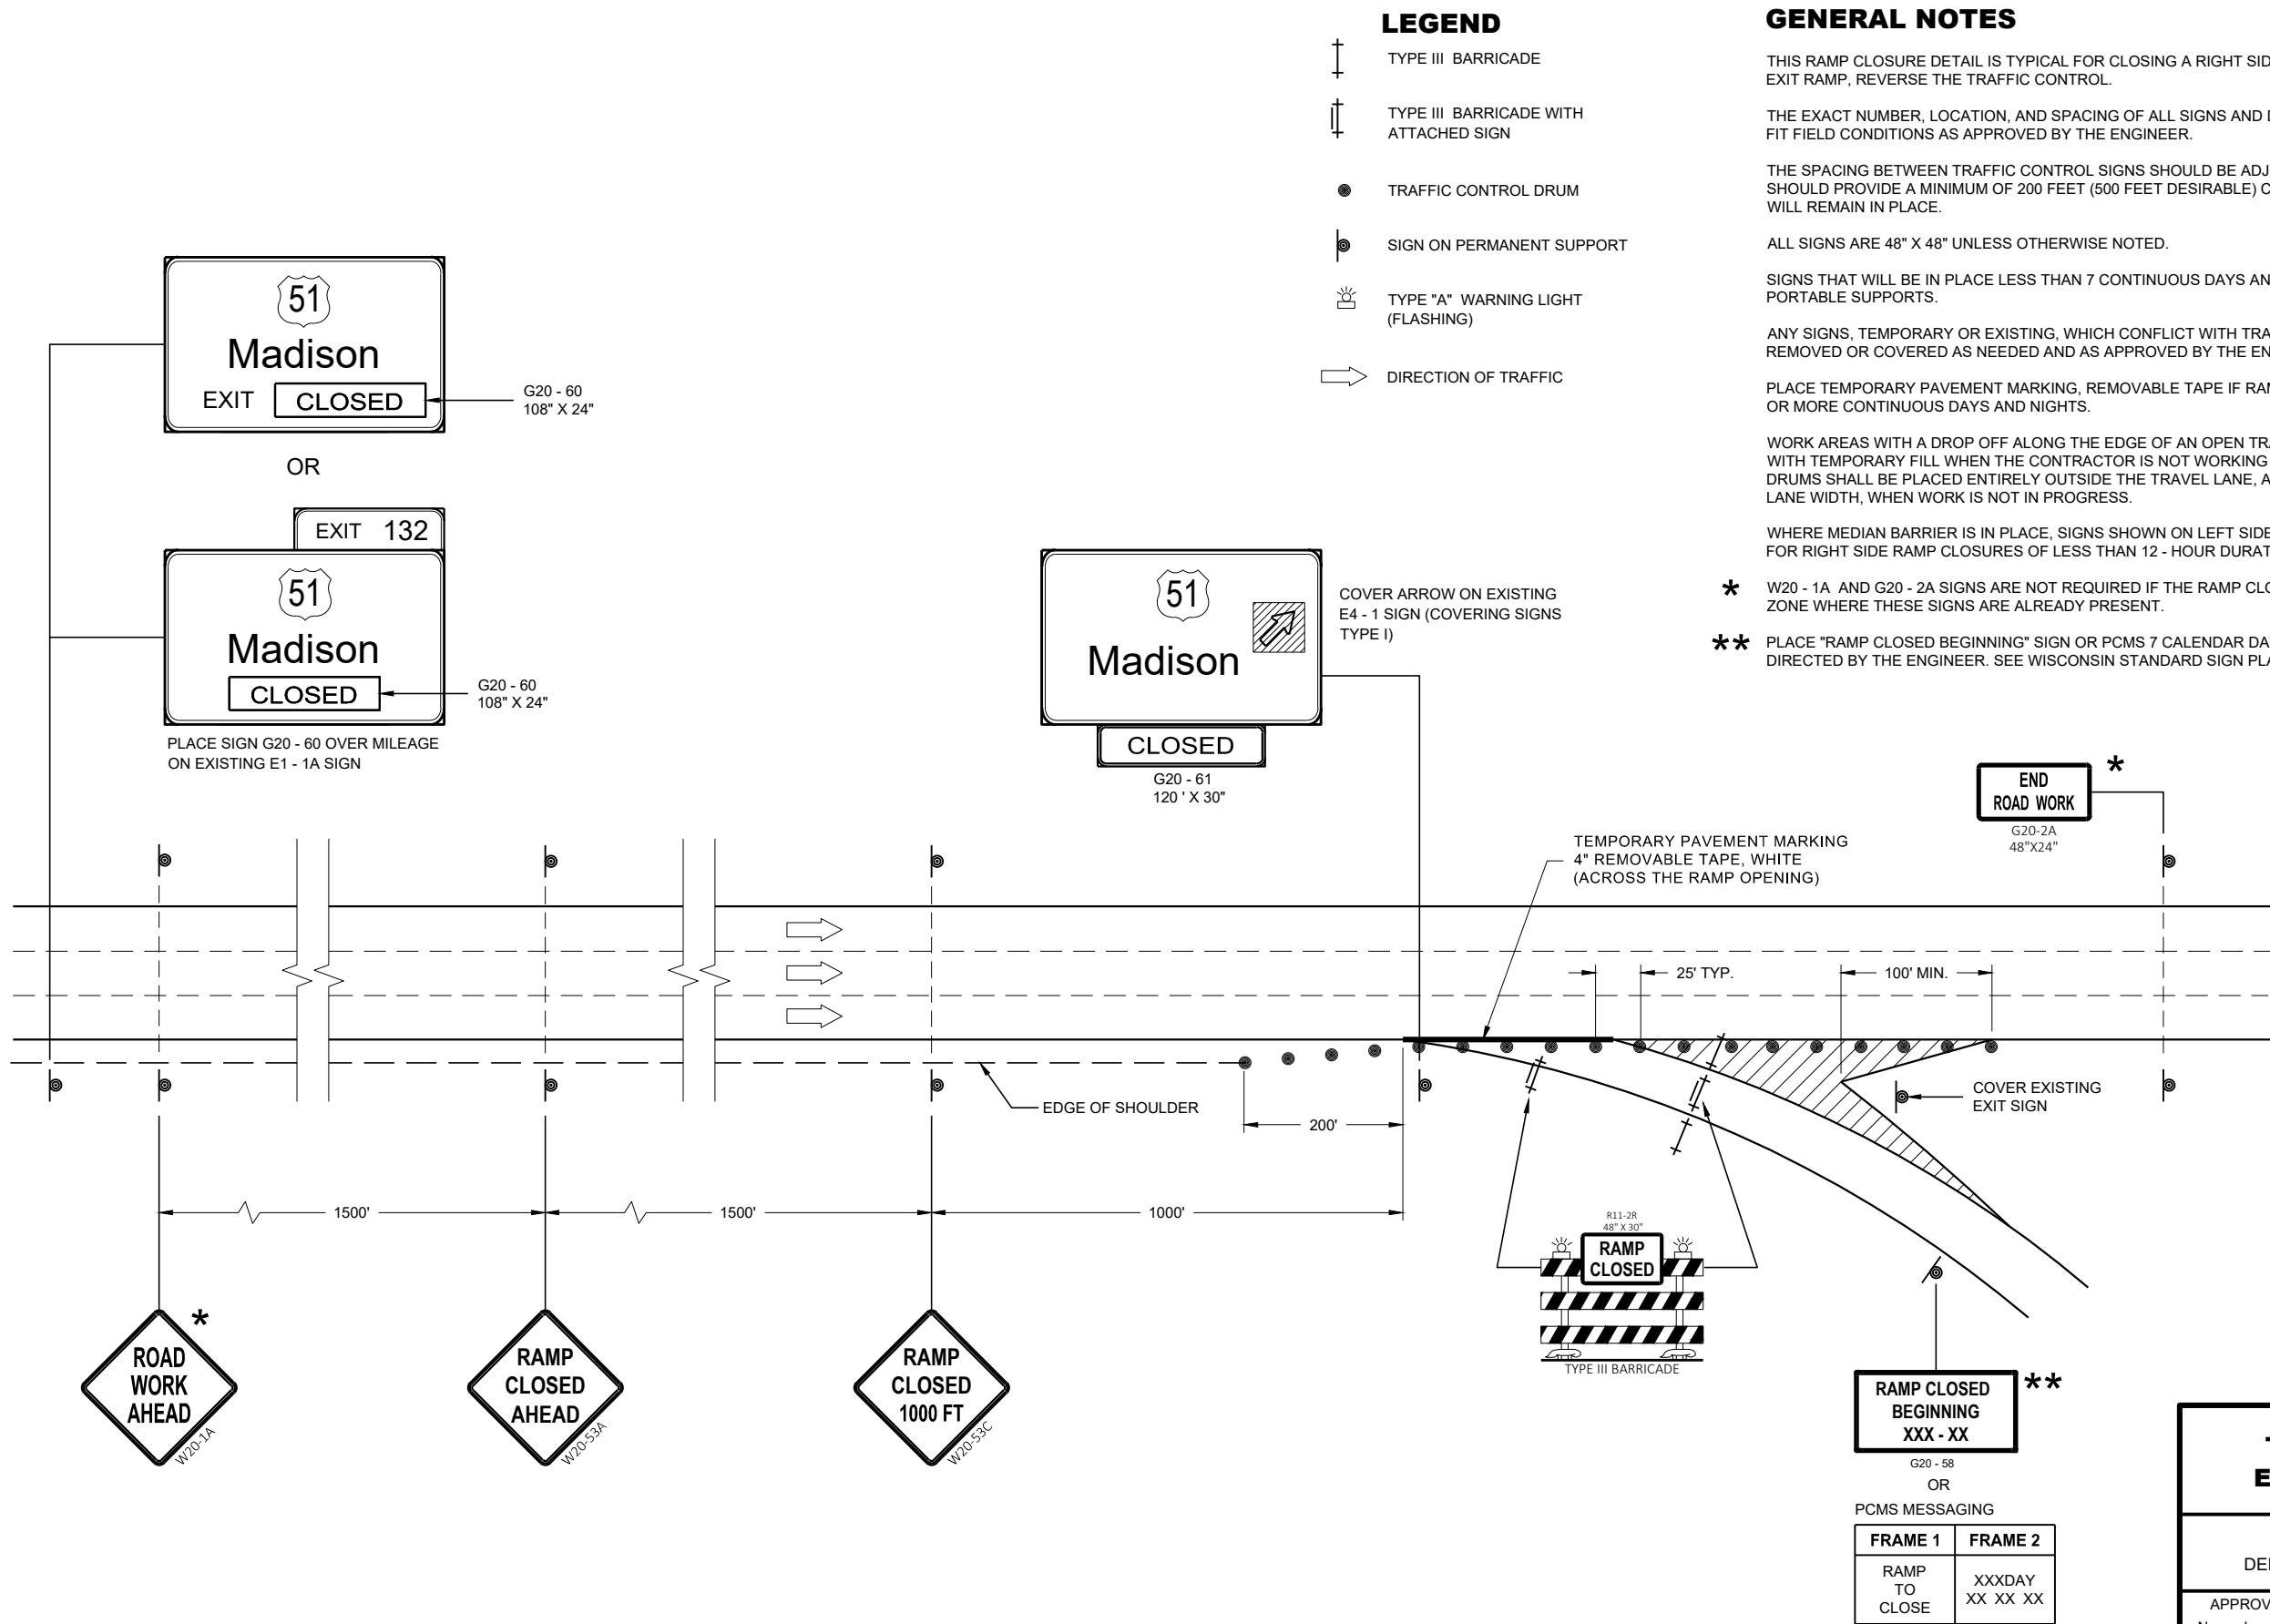 LEGEND
TYPE III BARRICADE
TYPE III BARRICADE WITH
ATTACHED SIGN
TRAFFIC CONTROL DRUM
SIGN ON PERMANENT SUPPORT
TYPE "A" WARNING LIGHT
(FLASHING)
DIRECTION OF TRAFFIC
GENERAL NOTES
THIS RAMP CLOSURE DETAIL IS TYPICAL FOR CLOSING A RIGHT SID
EXIT RAMP, REVERSE THE TRAFFIC CONTROL.
THE EXACT NUMBER, LOCATION, AND SPACING OF ALL SIGNS AND
FIT FIELD CONDITIONS AS APPROVED BY THE ENGINEER.
THE SPACING BETWEEN TRAFFIC CONTROL SIGNS SHOULD BE ADJ
SHOULD PROVIDE A MINIMUM OF 200 FEET (500 FEET DESIRABLE) C
WILL REMAIN IN PLACE.
ALL SIGNS ARE 48" X 48" UNLESS OTHERWISE NOTED.
SIGNS THAT WILL BE IN PLACE LESS THAN 7 CONTINUOUS DAYS AN
PORTABLE SUPPORTS.
ANY SIGNS, TEMPORARY OR EXISTING, WHICH CONFLICT WITH TRA
REMOVED OR COVERED AS NEEDED AND AS APPROVED BY THE EN
PLACE TEMPORARY PAVEMENT MARKING, REMOVABLE TAPE IF RAM
OR MORE CONTINUOUS DAYS AND NIGHTS.
WORK AREAS WITH A DROP OFF ALONG THE EDGE OF AN OPEN TRA
WITH TEMPORARY FILL WHEN THE CONTRACTOR IS NOT WORKING
DRUMS SHALL BE PLACED ENTIRELY OUTSIDE THE TRAVEL LANE, A
LANE WIDTH, WHEN WORK IS NOT IN PROGRESS.
WHERE MEDIAN BARRIER IS IN PLACE, SIGNS SHOWN ON LEFT SIDE
FOR RIGHT SIDE RAMP CLOSURES OF LESS THAN 12 - HOUR DURAT
* W20 - 1A AND G20 - 2A SIGNS ARE NOT REQUIRED IF THE RAMP CLO
ZONE WHERE THESE SIGNS ARE ALREADY PRESENT.
** PLACE "RAMP CLOSED BEGINNING" SIGN OR PCMS 7 CALENDAR DA
DIRECTED BY THE ENGINEER. SEE WISCONSIN STANDARD SIGN PLA
51
Madison
EXIT CLOSED
G20 - 60
108" X 24"
OR
EXIT 132
51
Madison
CLOSED
G20 - 60
108" X 24"
PLACE SIGN G20 - 60 OVER MILEAGE
ON EXISTING E1 - 1A SIGN
51
Madison
CLOSED
G20 - 61
120 ' X 30"
COVER ARROW ON EXISTING
E4 - 1 SIGN (COVERING SIGNS
TYPE I)
END
ROAD WORK
*
G20-2A
48"X24"
TEMPORARY PAVEMENT MARKING
4" REMOVABLE TAPE, WHITE
(ACROSS THE RAMP OPENING)
25' TYP.
100' MIN.
EDGE OF SHOULDER
200'
COVER EXISTING
EXIT SIGN
1500'
1500'
1000'
ROAD
WORK
AHEAD
*
W20-1A
RAMP
CLOSED
AHEAD
W20-53A
RAMP
CLOSED
1000 FT
W20-53C
R11-2R
48" X 30"
RAMP
CLOSED
TYPE III BARRICADE
RAMP CLOSED
BEGINNING
XXX - XX
**
G20 - 58
OR
PCMS MESSAGING
FRAME 1 FRAME 2
RAMP
TO
CLOSE
XXXDAY
XX XX XX
E
DE
APPROV